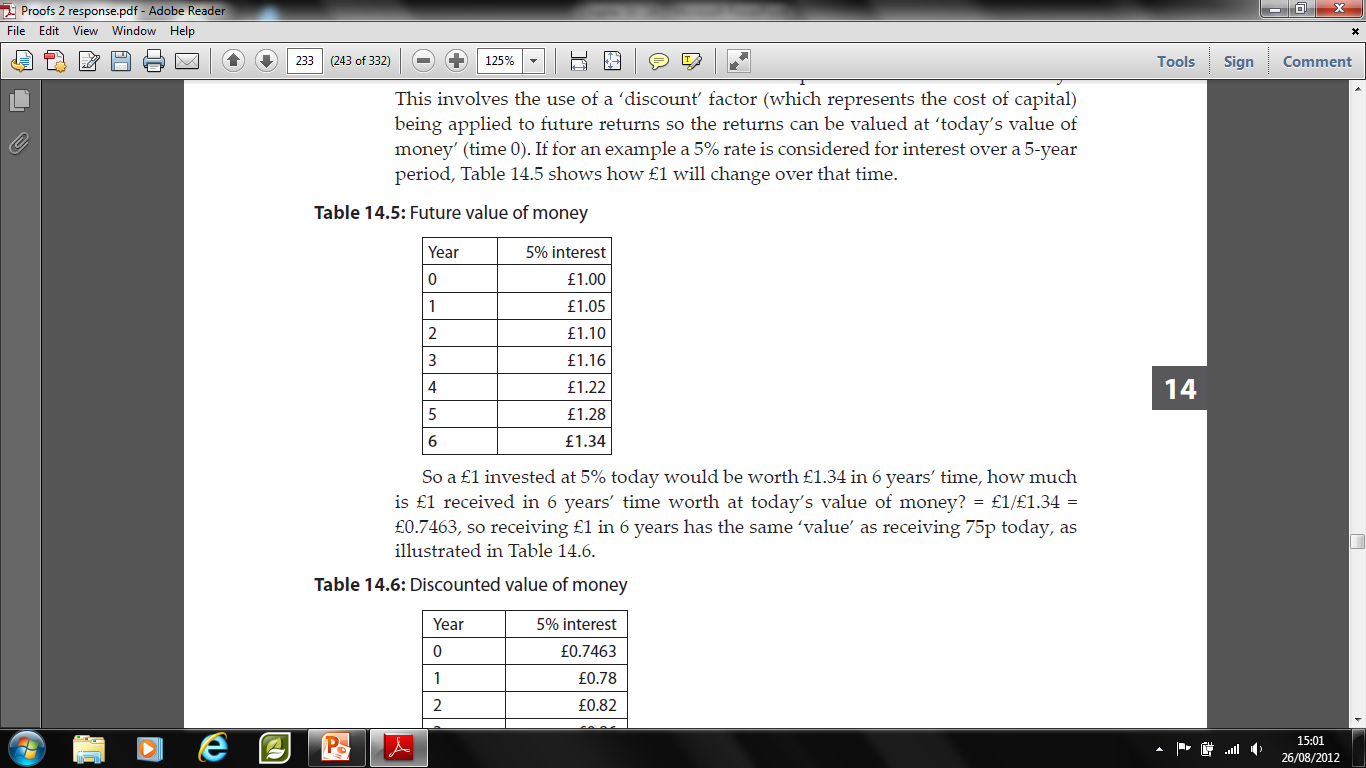 Proofs 2 response.pdf - Adobe Reader
File Edit View Window Help
233 (243 of 332) 125% Tools Sign Comment
This involves the use of a ‘discount’ factor (which represents the cost of capital)
being applied to future returns so the returns can be valued at ‘today’s value of
money’ (time 0). If for an example a 5% rate is considered for interest over a 5-year
period, Table 14.5 shows how £1 will change over that time.
Table 14.5: Future value of money
Year 5% interest
0 £1.00
1 £1.05
2 £1.10
3 £1.16
4 £1.22
14
5 £1.28
6 £1.34
So a £1 invested at 5% today would be worth £1.34 in 6 years’ time, how much
is £1 received in 6 years’ time worth at today’s value of money? = £1/£1.34 =
£0.7463, so receiving £1 in 6 years has the same ‘value’ as receiving 75p today, as
illustrated in Table 14.6.
Table 14.6: Discounted value of money
Year 5% interest
0 £0.7463
1 £0.78
2 £0.82
15:01
26/08/2012